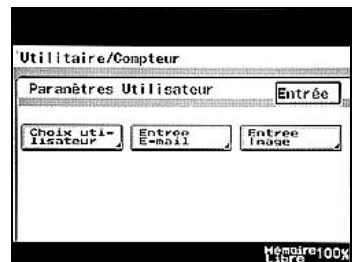 Utilitaire/Compteur
Paramètres Utilisateur
Entrée
Choix uti-
lisateur
Entree
E-mail
Entree
Image
Mémoire 100%
Libre